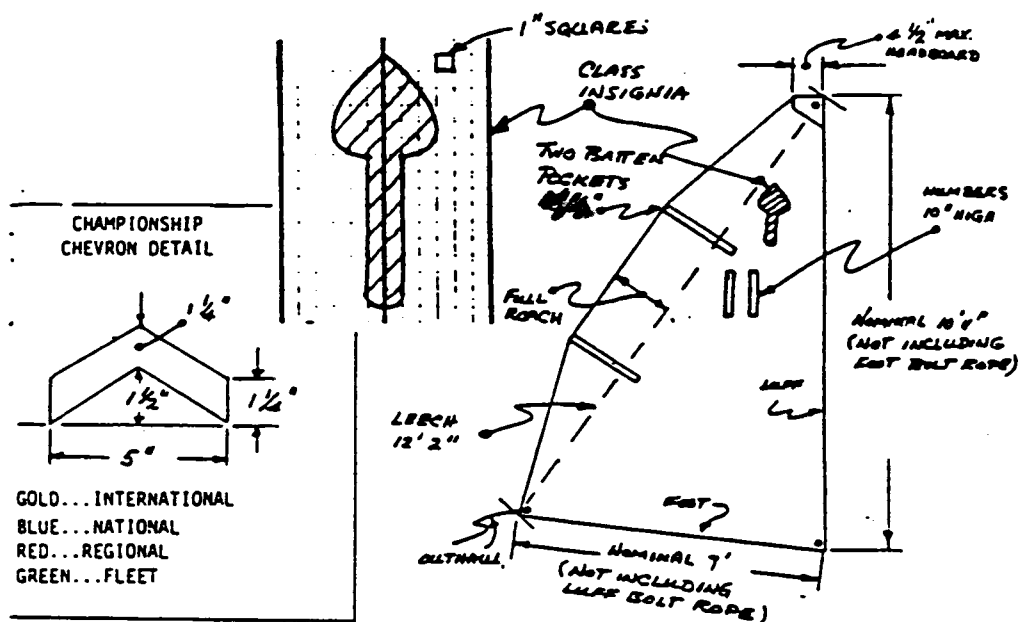 1" SQUARES
4 1/2" MAX.
HEADBOARD
CLASS
INSIGNIA
TWO BATTEN
POCKETS
NUMBERS
10" HIGH
CHAMPIONSHIP
CHEVRON DETAIL
1 1/4"
1 1/2"
1 1/4"
5"
FULL
ROACH
NOMINAL
(NOT INCLUDING
FOOT BOLT ROPE)
LUFF
LEECH
12' 2"
FOOT
OUTHAUL
NOMINAL 9'
(NOT INCLUDING
LUFF BOLT ROPE)
GOLD...INTERNATIONAL
BLUE...NATIONAL
RED...REGIONAL
GREEN...FLEET